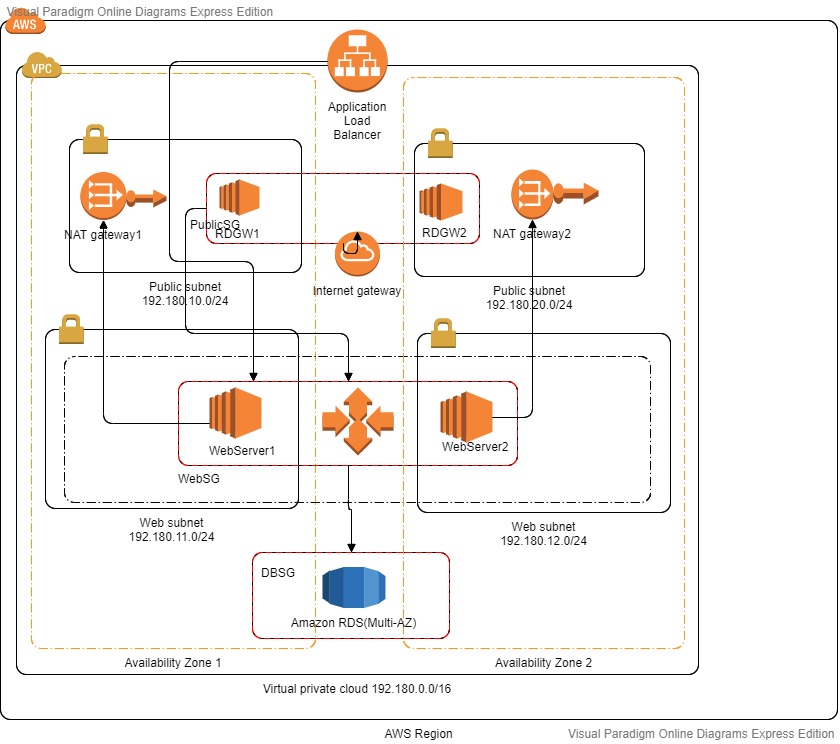 Visual Paradigm Online Diagrams Express Edition
AWS
VPC
Application
Load
Balancer
NAT gateway1
PublicSG
RDGW1
RDGW2
NAT gateway2
Internet gateway
Public subnet
192.180.10.0/24
Public subnet
192.180.20.0/24
WebServer1
WebServer2
WebSG
Web subnet
192.180.11.0/24
Web subnet
192.180.12.0/24
DBSG
Amazon RDS(Multi-AZ)
Availability Zone 1
Availability Zone 2
Virtual private cloud 192.180.0.0/16
AWS Region
Visual Paradigm Online Diagrams Express Edition